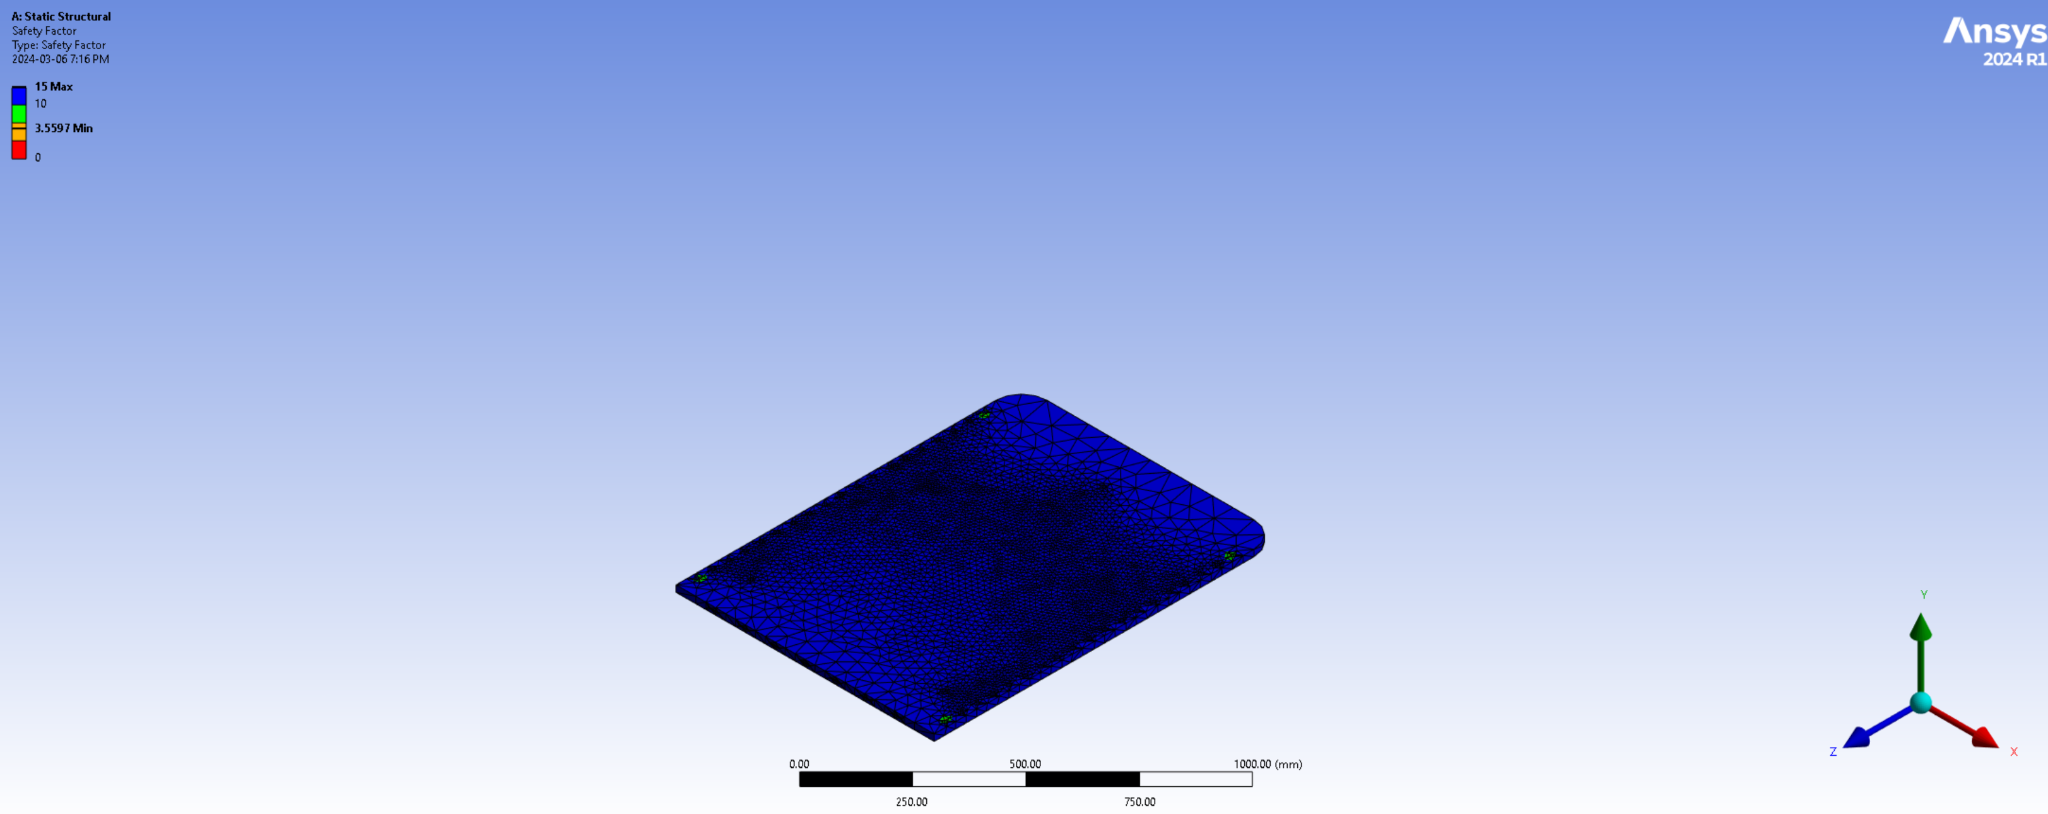 A: Static Structural
Safety Factor
Type: Safety Factor
2024-03-06 7:16 PM
15 Max
10
3.5597 Min
0
Ansys
2024 R1
Y
Z
X
0.00
500.00
1000.00 (mm)
250.00
750.00